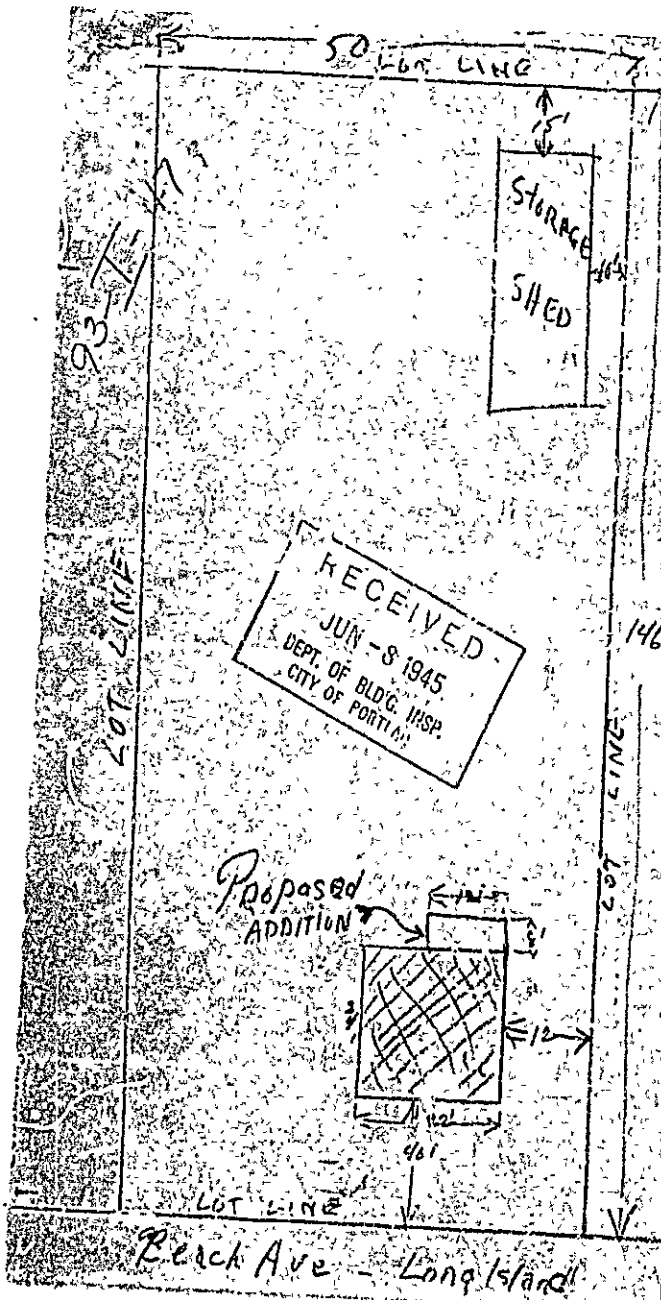 50
LOT LINE
15'
STORAGE
SHED
LOT LINE
RECEIVED
JUN - 8 1945
DEPT. OF BLD'G. INSP.
CITY OF PORTLAN
146
LOT LINE
Proposed
ADDITION
12
LOT LINE
Beach Ave - Long Island